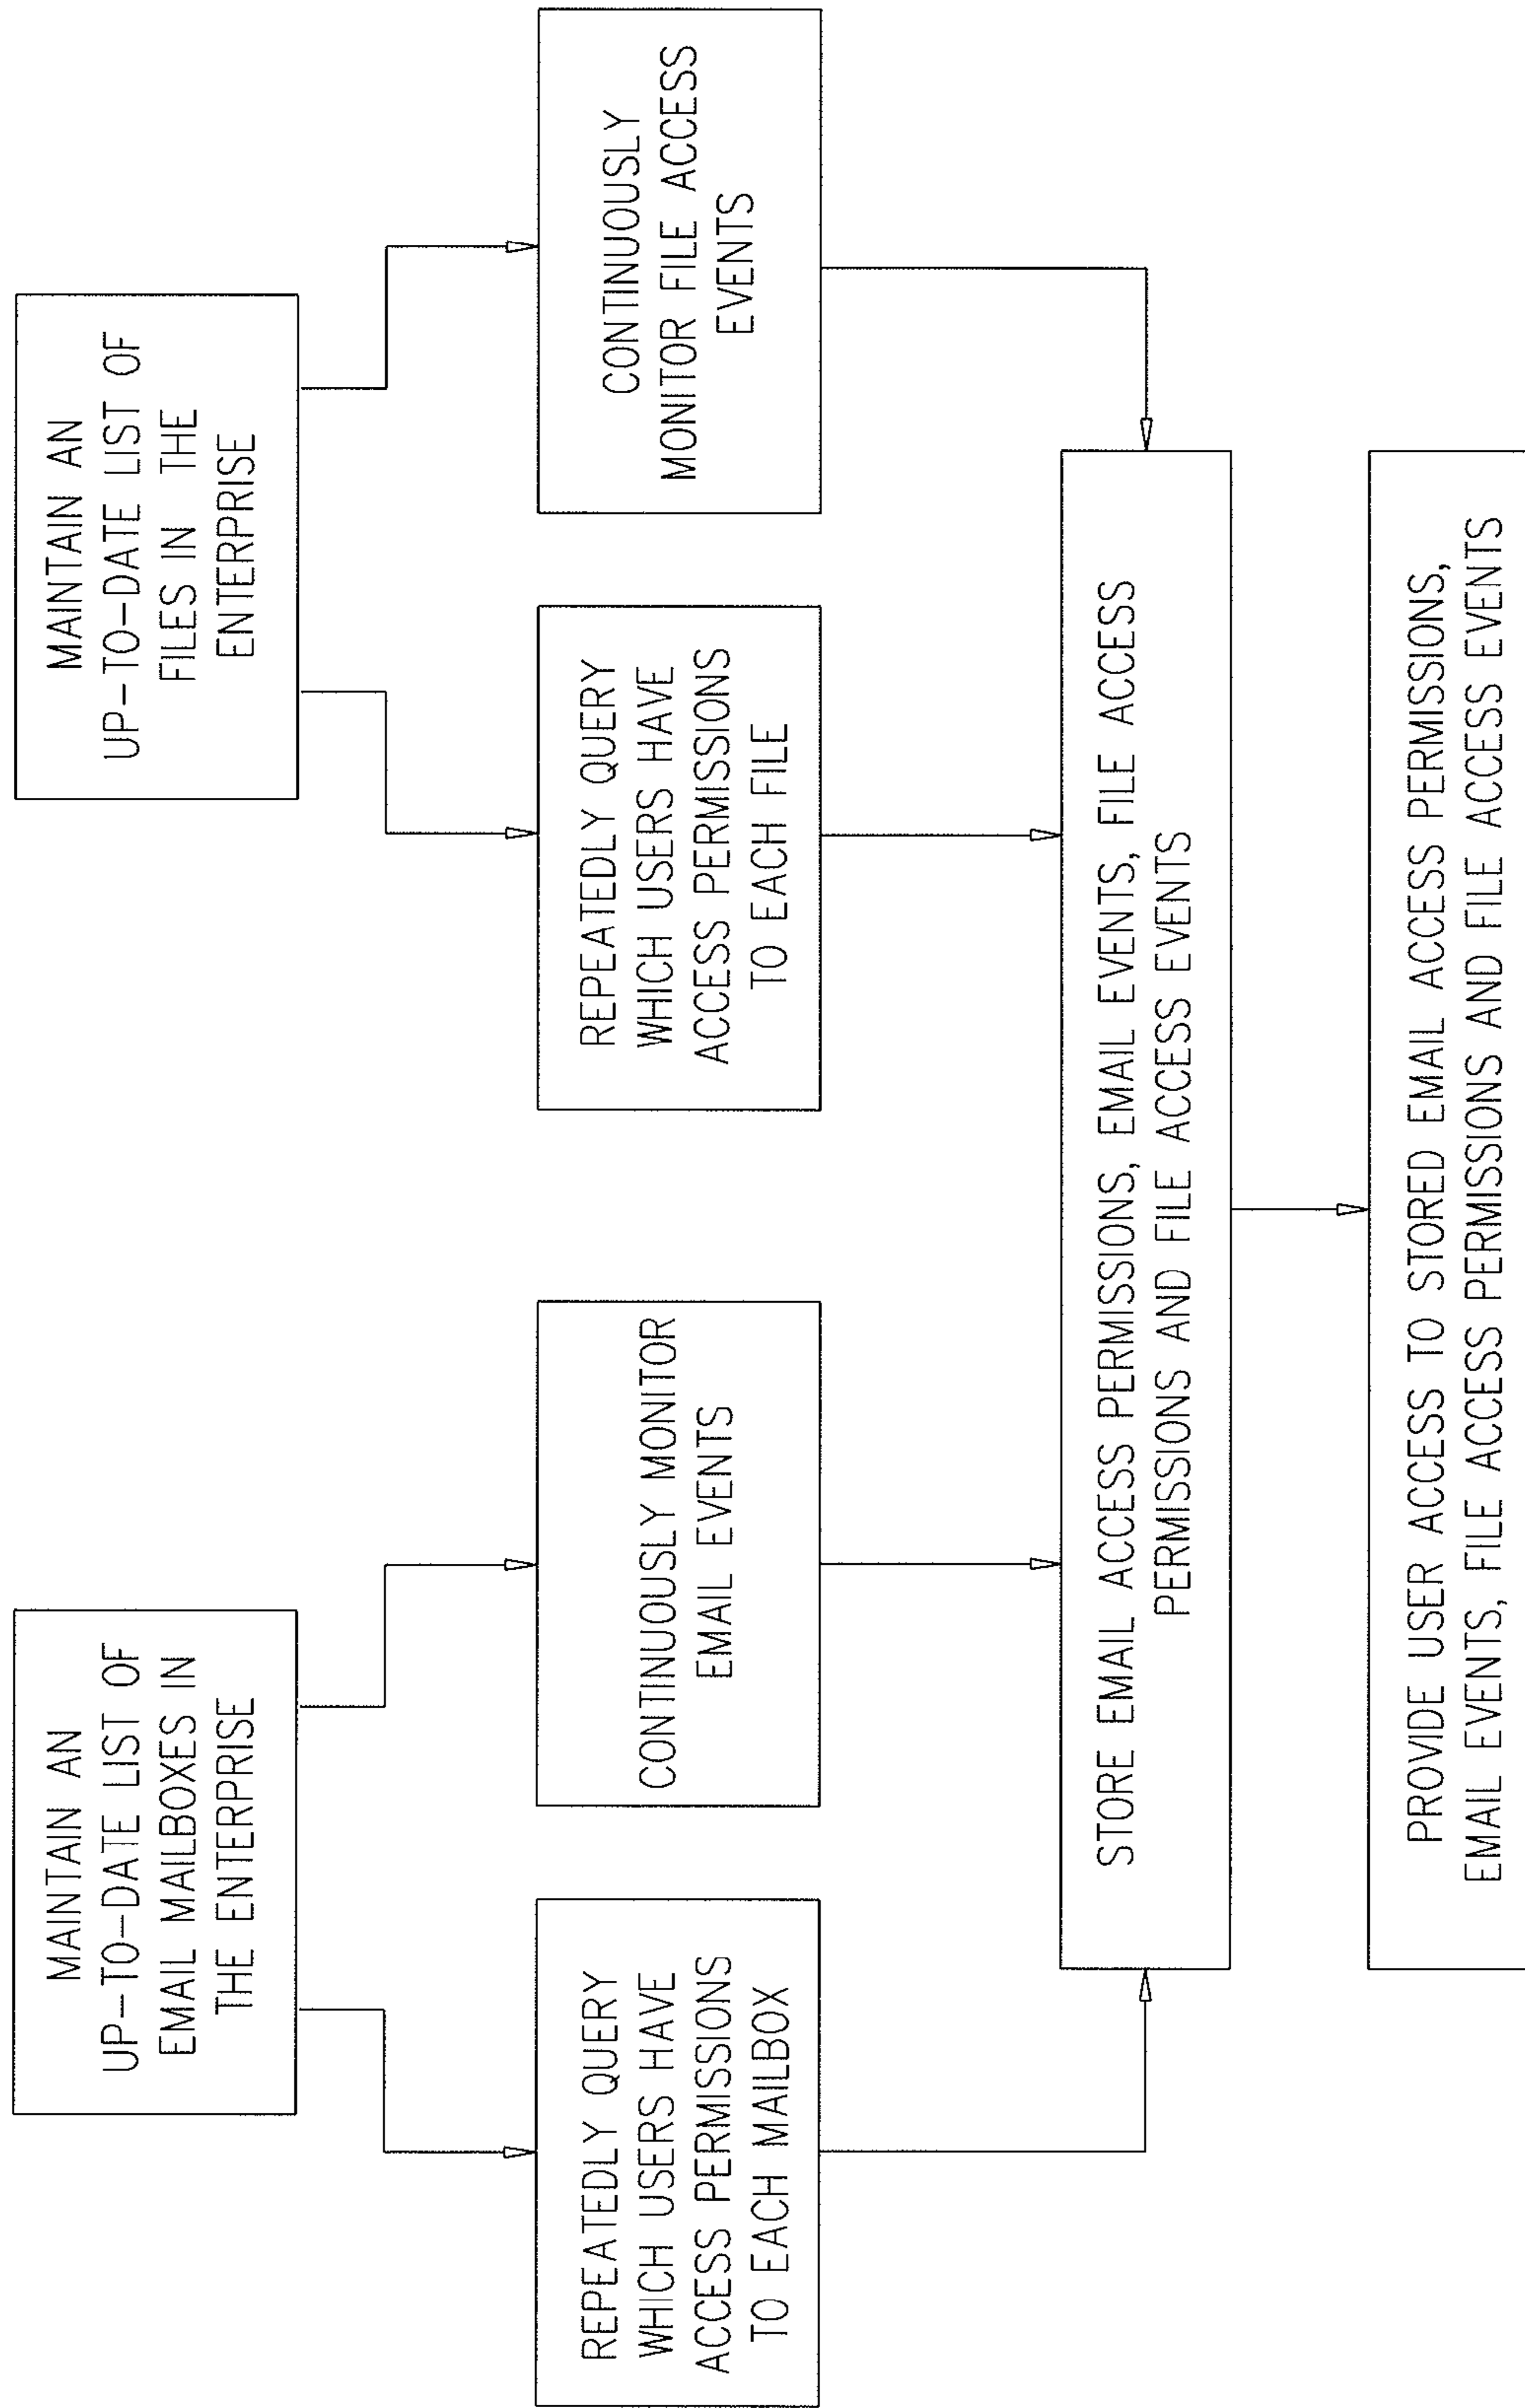 MAINTAIN AN
UP-TO-DATE LIST OF
EMAIL MAILBOXES IN
THE ENTERPRISE
MAINTAIN AN
UP-TO-DATE LIST OF
FILES IN THE
ENTERPRISE
REPEATEDLY QUERY
WHICH USERS HAVE
ACCESS PERMISSIONS
TO EACH MAILBOX
CONTINUOUSLY MONITOR
EMAIL EVENTS
REPEATEDLY QUERY
WHICH USERS HAVE
ACCESS PERMISSIONS
TO EACH FILE
CONTINUOUSLY
MONITOR FILE ACCESS
EVENTS
STORE EMAIL ACCESS PERMISSIONS, EMAIL EVENTS, FILE ACCESS
PERMISSIONS AND FILE ACCESS EVENTS
PROVIDE USER ACCESS TO STORED EMAIL ACCESS PERMISSIONS,
EMAIL EVENTS, FILE ACCESS PERMISSIONS AND FILE ACCESS EVENTS